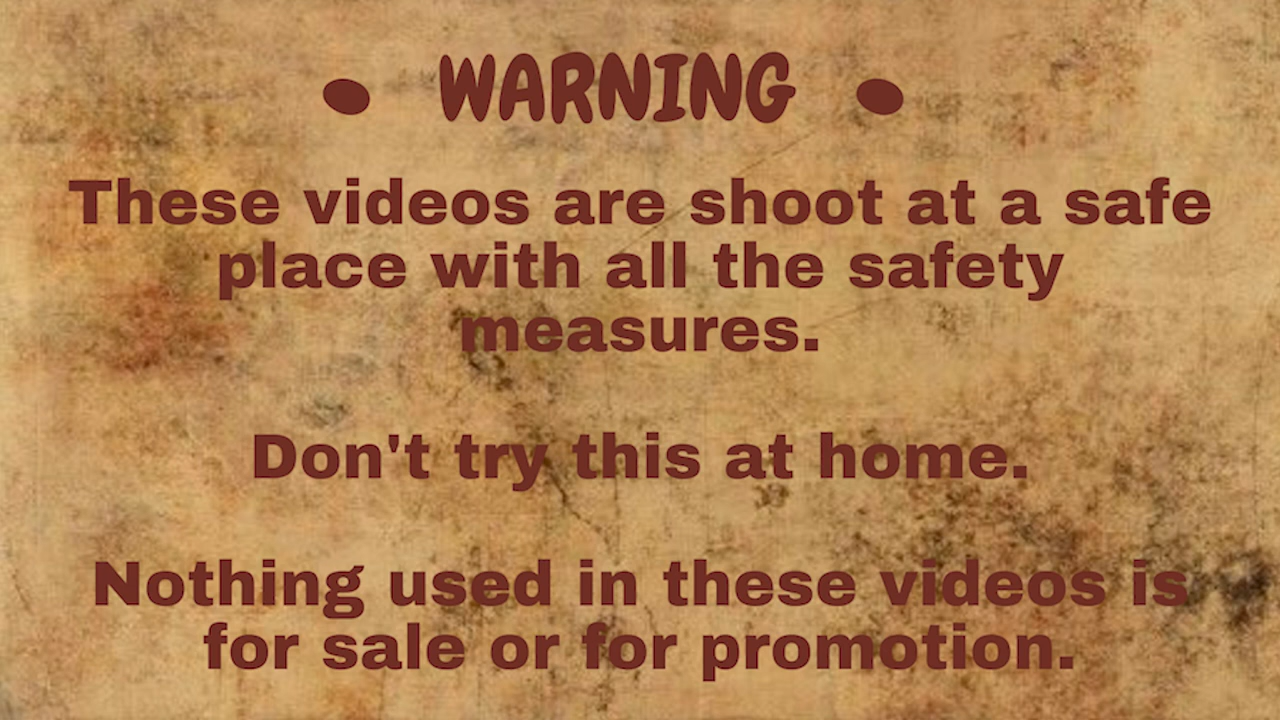 • WARNING •
These videos are shoot at a safe
place with all the safety
measures.
Don't try this at home.
Nothing used in these videos is
for sale or for promotion.